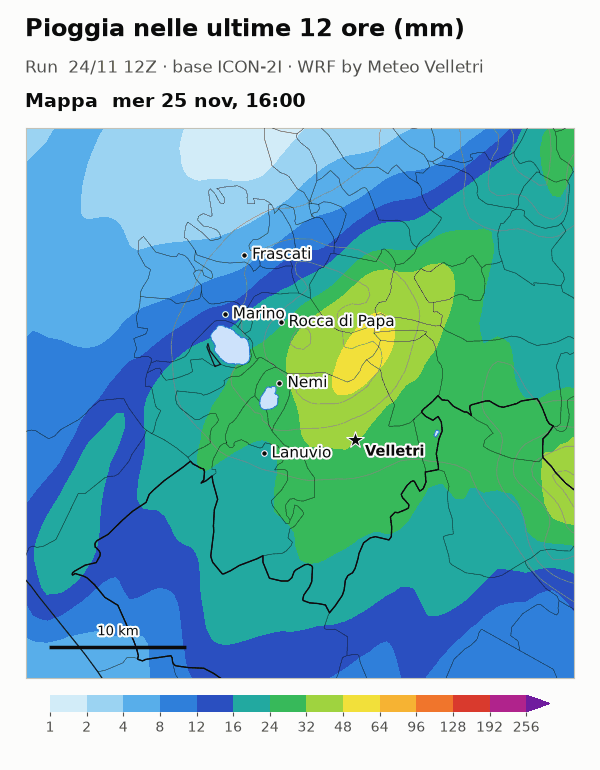 Pioggia nelle ultime 12 ore (mm)
Run  24/11 12Z · base ICON-2I · WRF by Meteo Velletri
Mappa  mer 25 nov, 16:00
Frascati
Marino
Rocca di Papa
Nemi
Velletri
Lanuvio
10 km
1 2 4 8 12 16 24 32 48 64 96 128 192 256